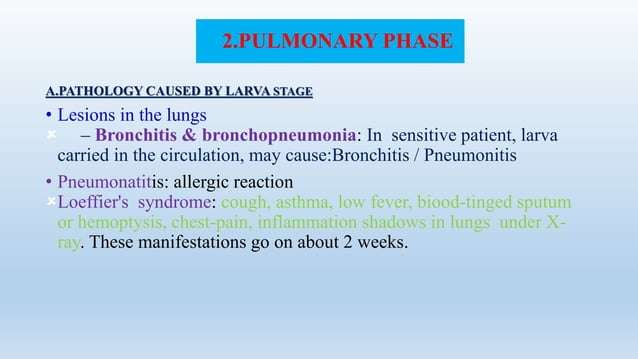 2.PULMONARY PHASE
A.PATHOLOGY CAUSED BY LARVA STAGE
• Lesions in the lungs
– Bronchitis & bronchopneumonia: In sensitive patient, larva
carried in the circulation, may cause:Bronchitis / Pneumonitis
• Pneumonatitis: allergic reaction
Loeffier's syndrome: cough, asthma, low fever, biood-tinged sputum
or hemoptysis, chest-pain, inflammation shadows in lungs under X-
ray. These manifestations go on about 2 weeks.